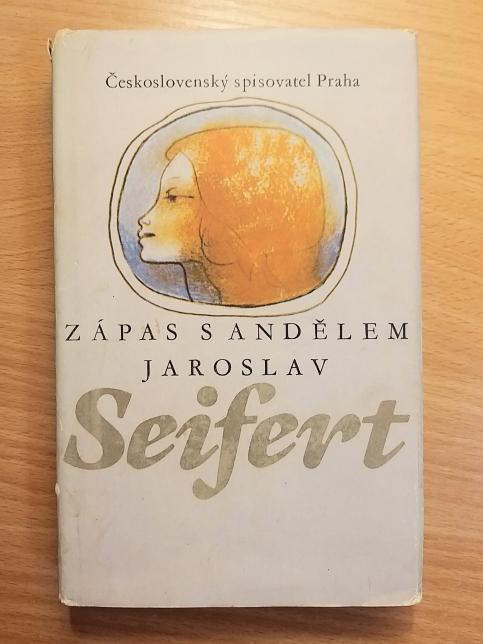 Československý spisovatel Praha
ZÁPAS S ANDĚLEM
JAROSLAV
Seifert